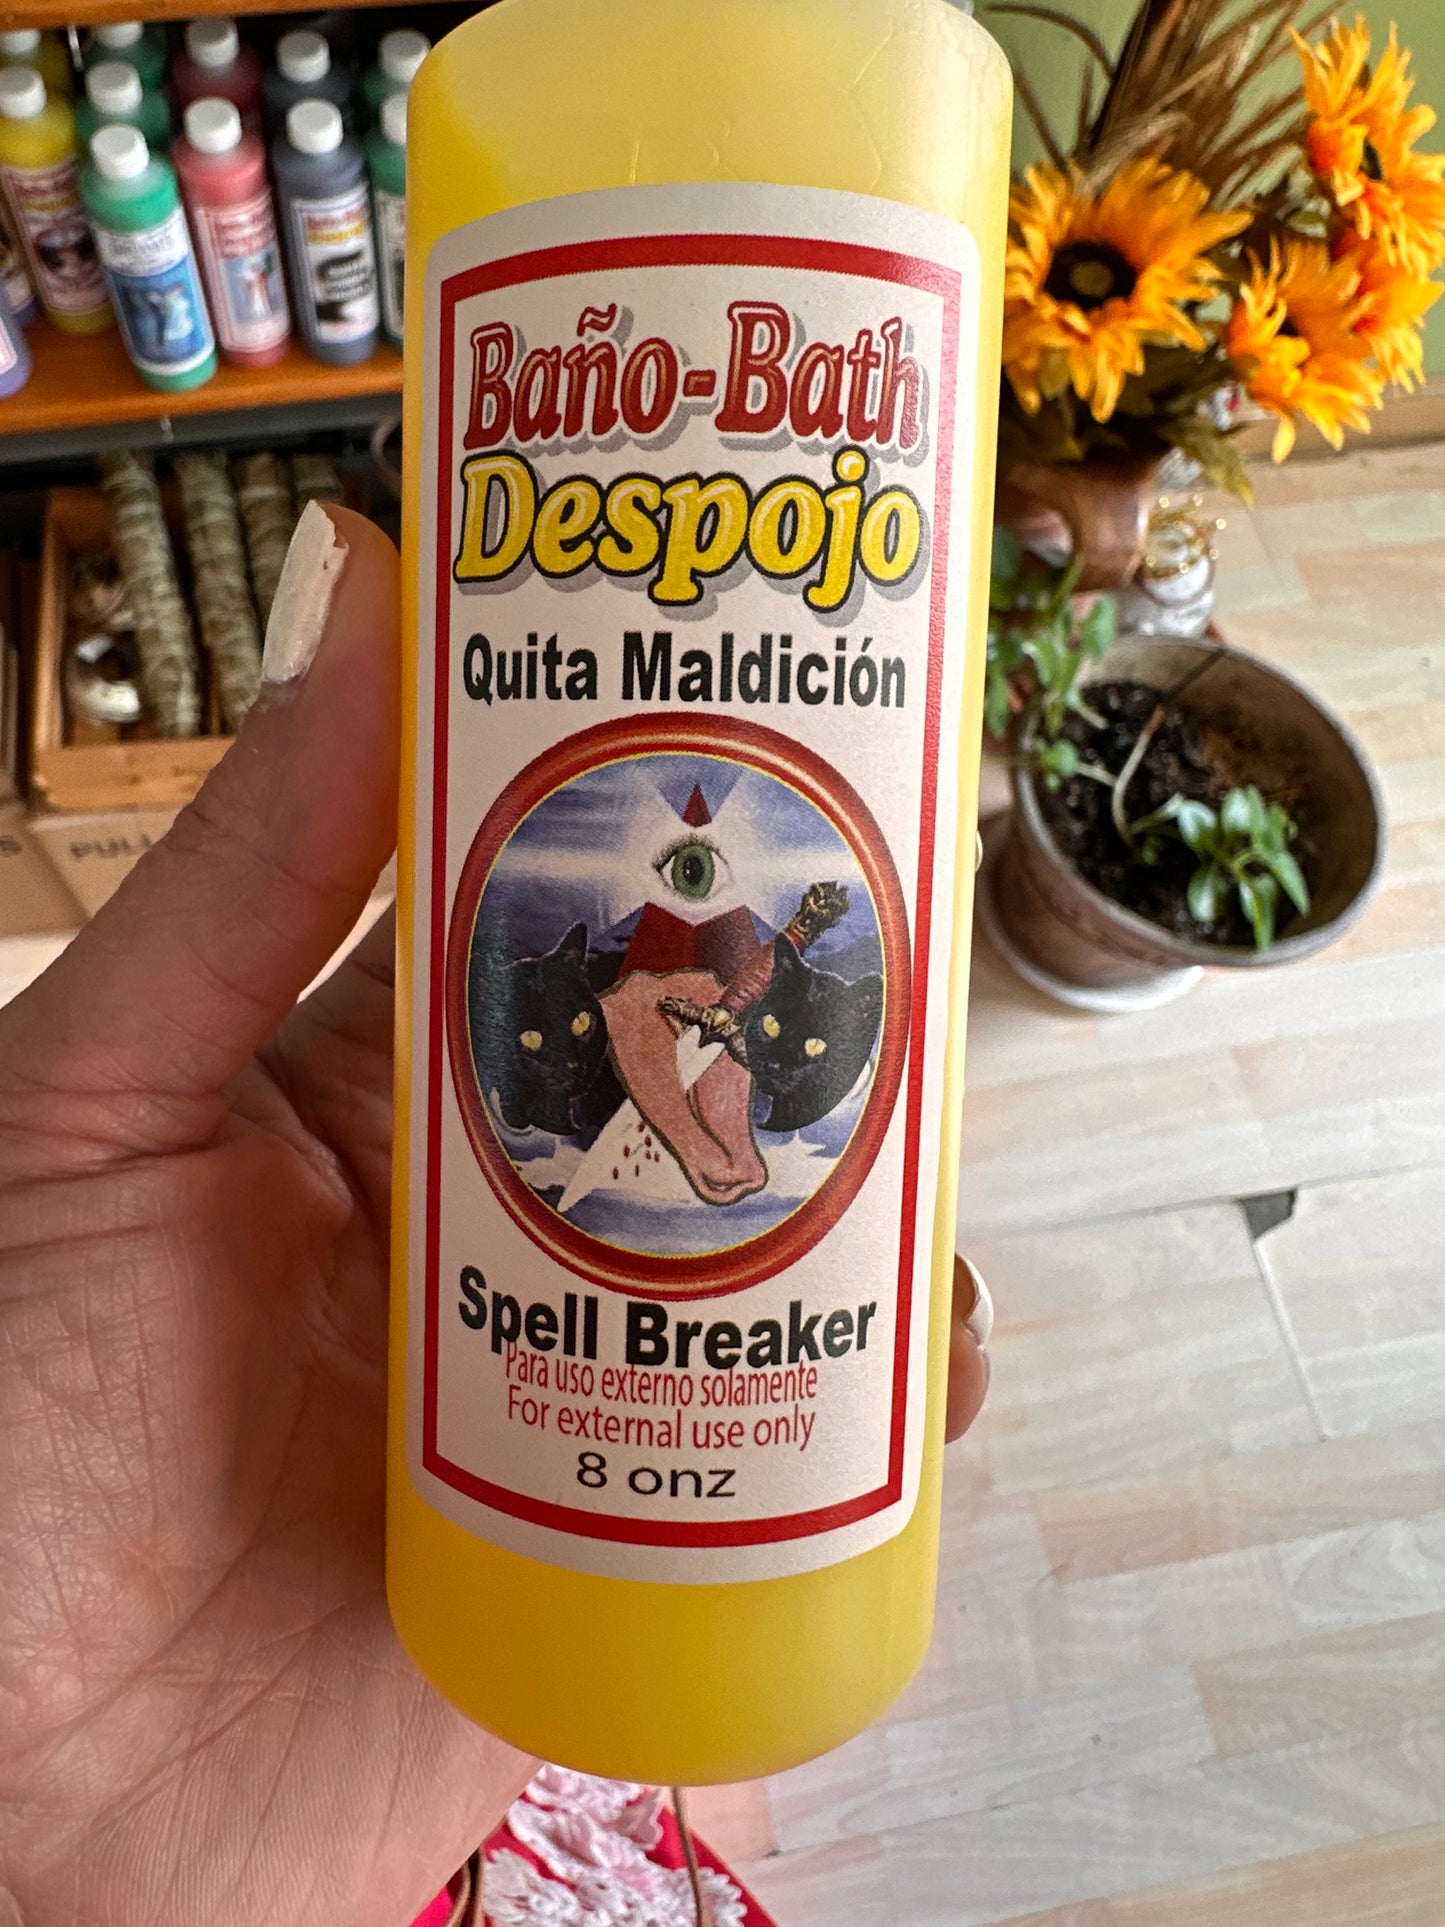 Baño-Bath
Despojo
Quita Maldición
Spell Breaker
Para uso externo solamente
For external use only
8 onz